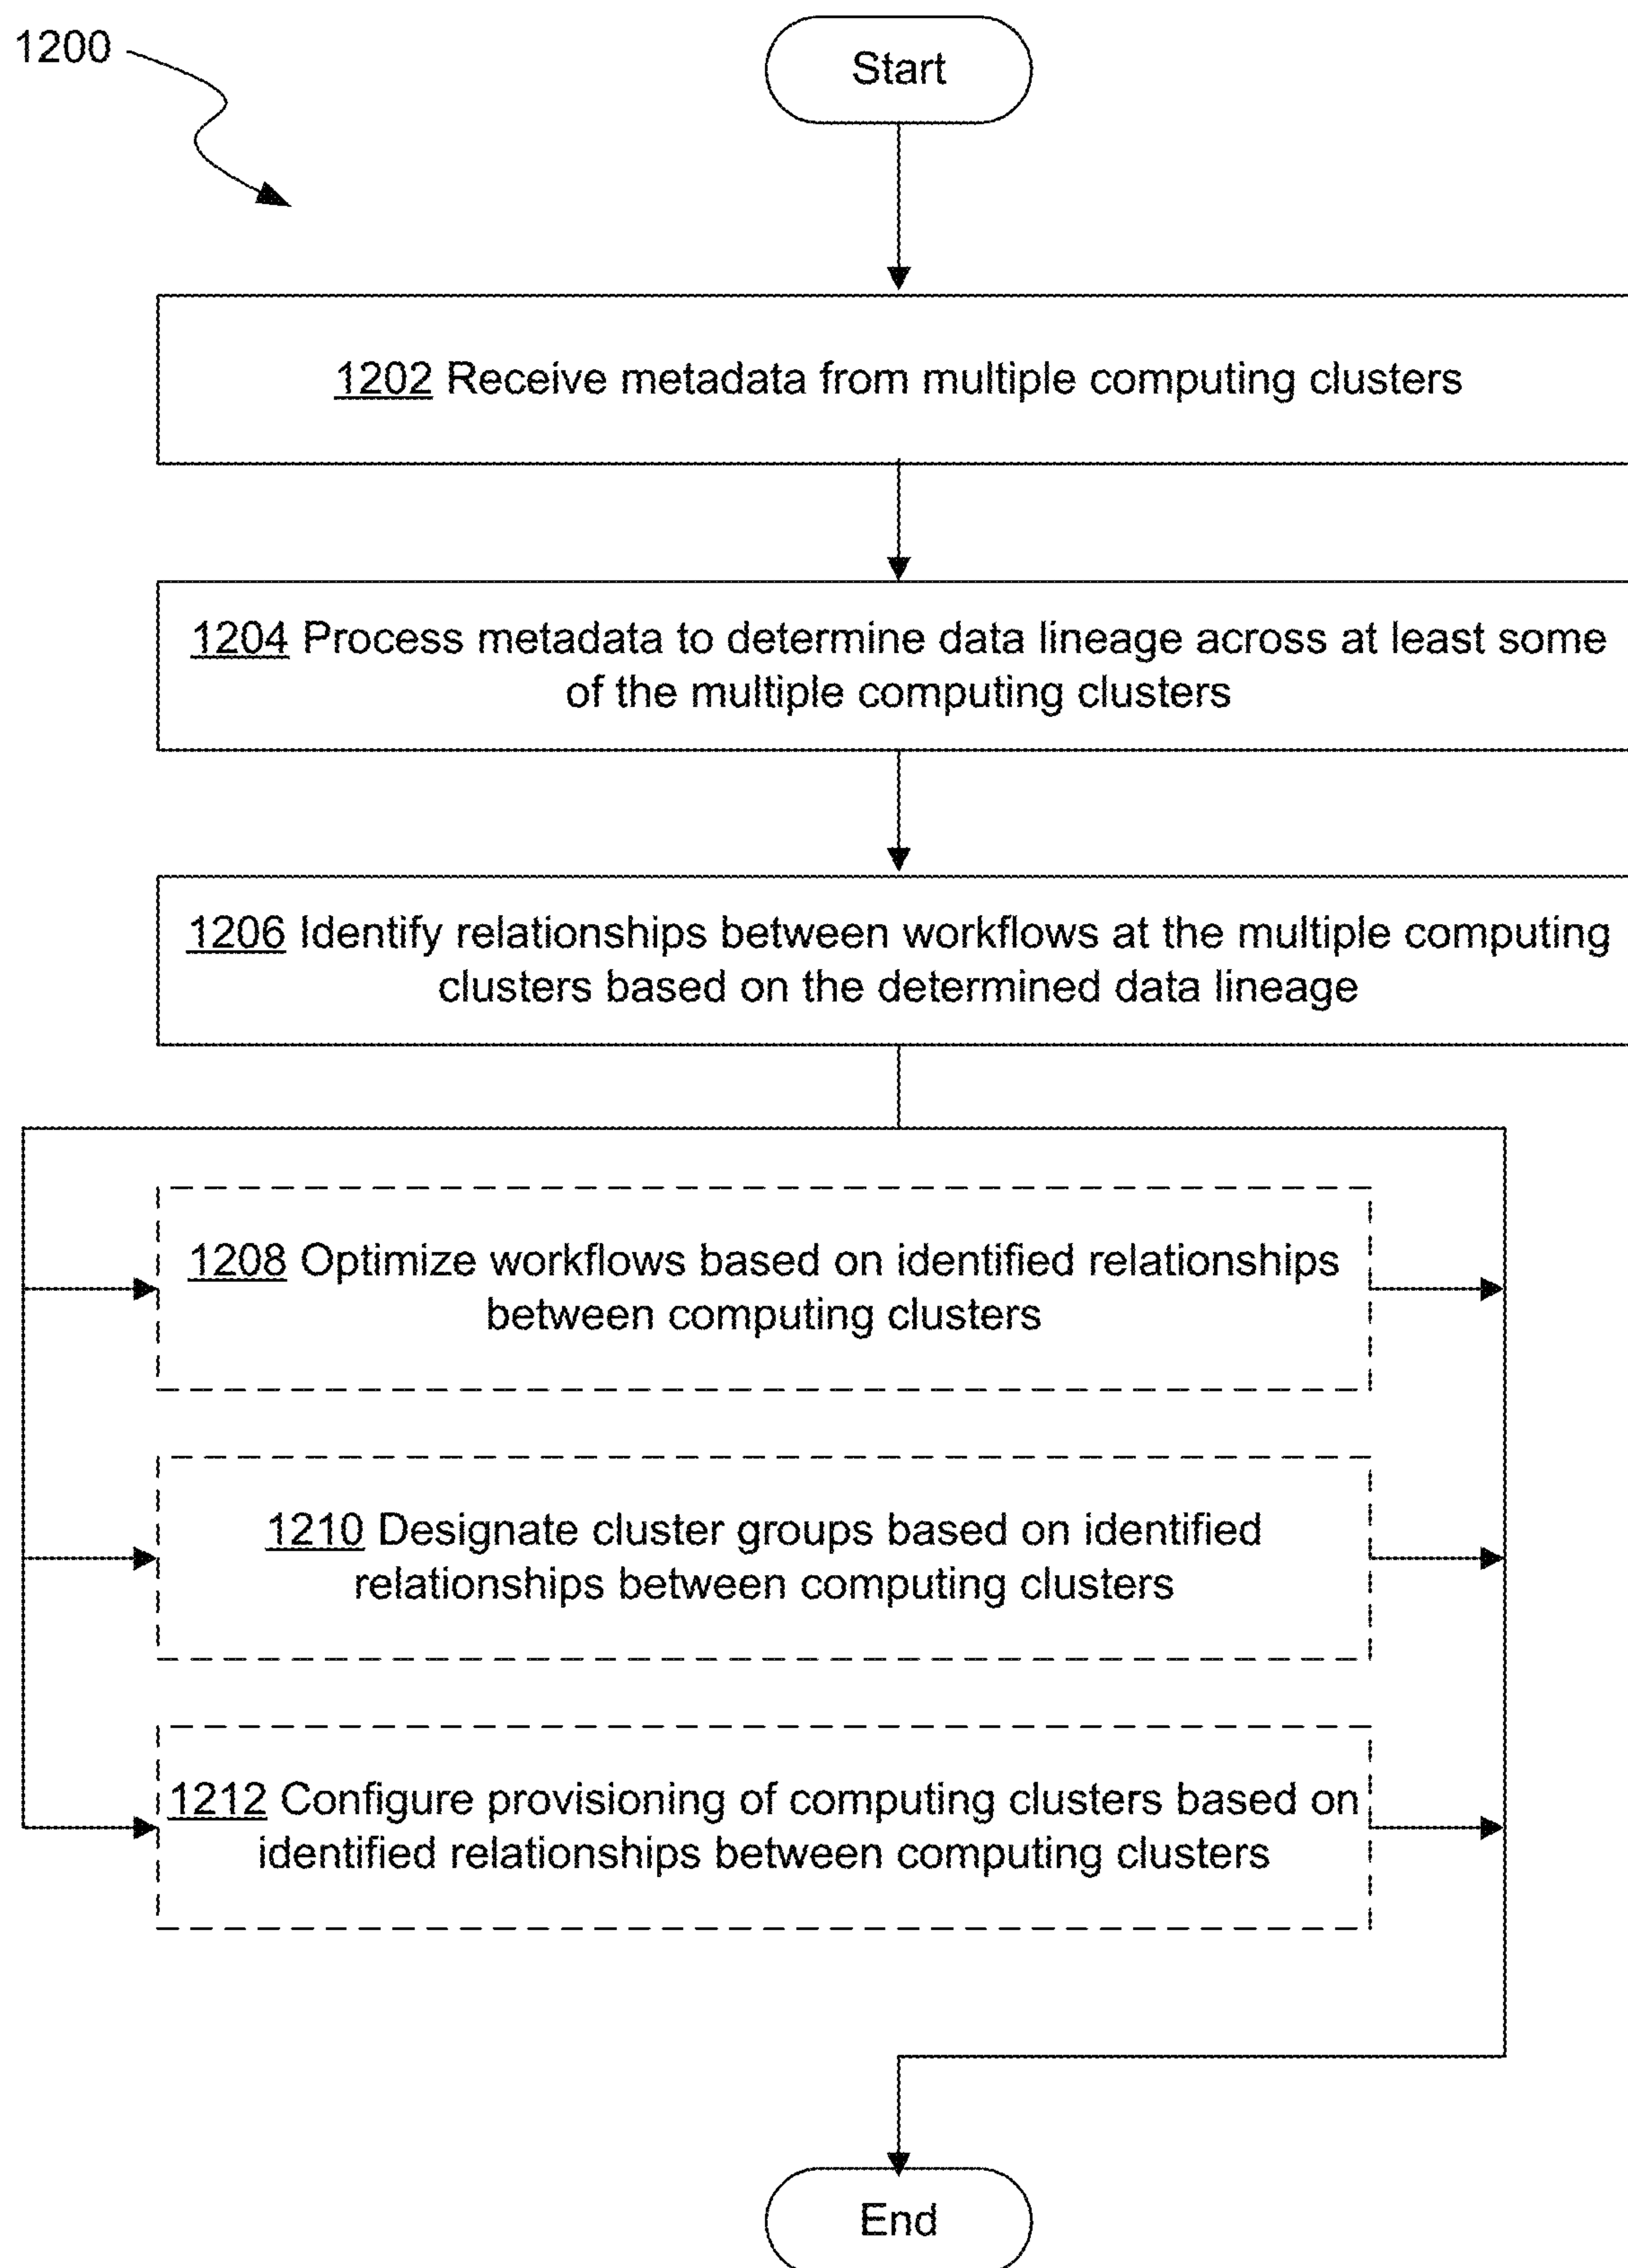 1200
Start
1202 Receive metadata from multiple computing clusters
1204 Process metadata to determine data lineage across at least some
of the multiple computing clusters
1206 Identify relationships between workflows at the multiple computing
clusters based on the determined data lineage
1208 Optimize workflows based on identified relationships
between computing clusters
1210 Designate cluster groups based on identified
relationships between computing clusters
1212 Configure provisioning of computing clusters based on
identified relationships between computing clusters
End